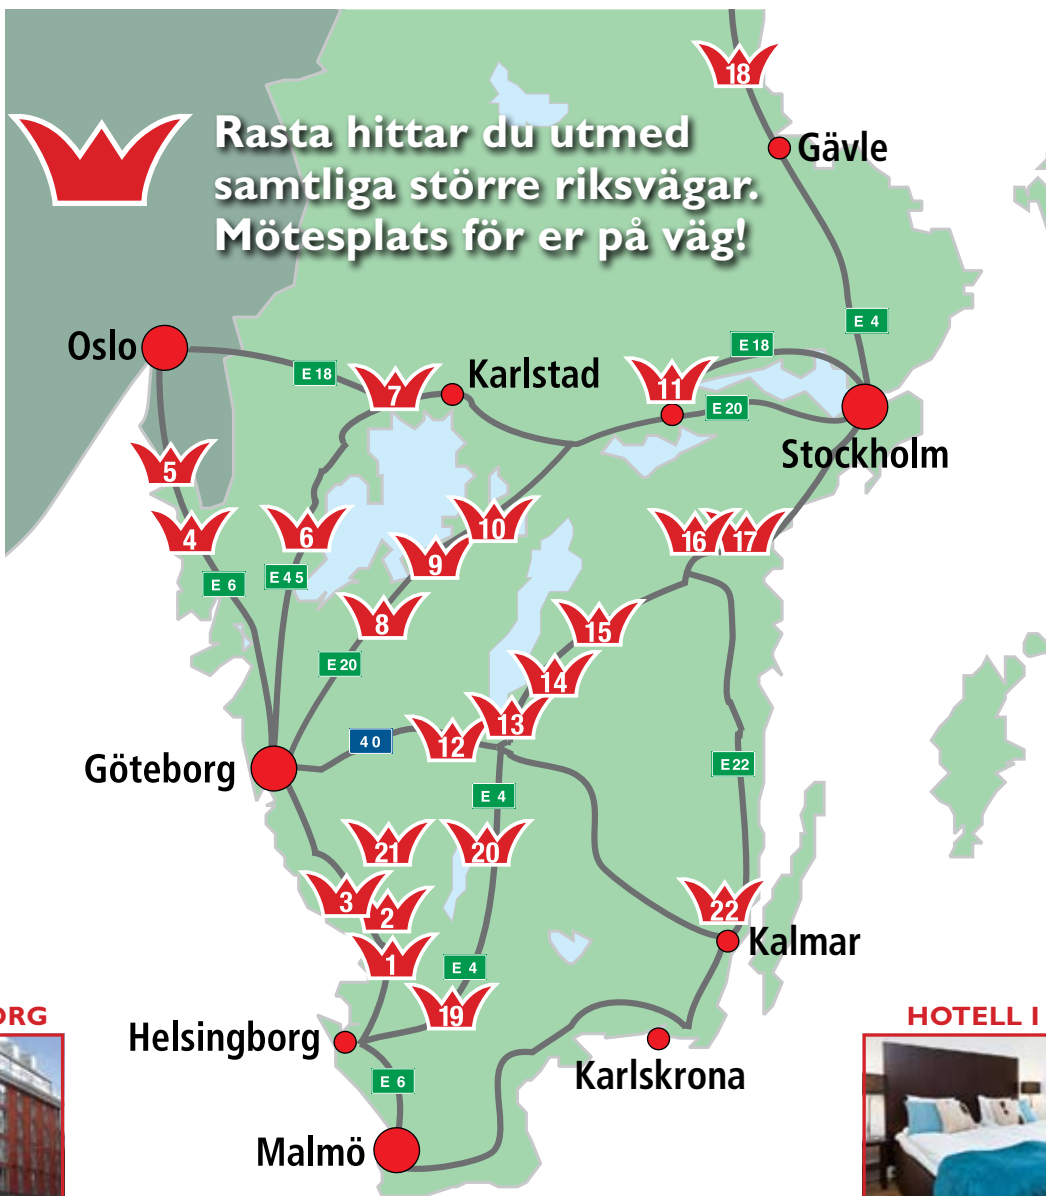 18
Gävle
Rasta hittar du utmed
samtliga större riksvägar.
Mötesplats för er på väg!
E 4
Oslo
E 18
E 18
7
Karlstad
11
E 20
Stockholm
5
4
6
10
16
17
9
E 6
E 45
8
15
E 20
14
13
12
40
Göteborg
E 22
E 4
21
20
3
2
22
1
Kalmar
E 4
19
ORG
HOTELL I
Helsingborg
Karlskrona
E 6
Malmö